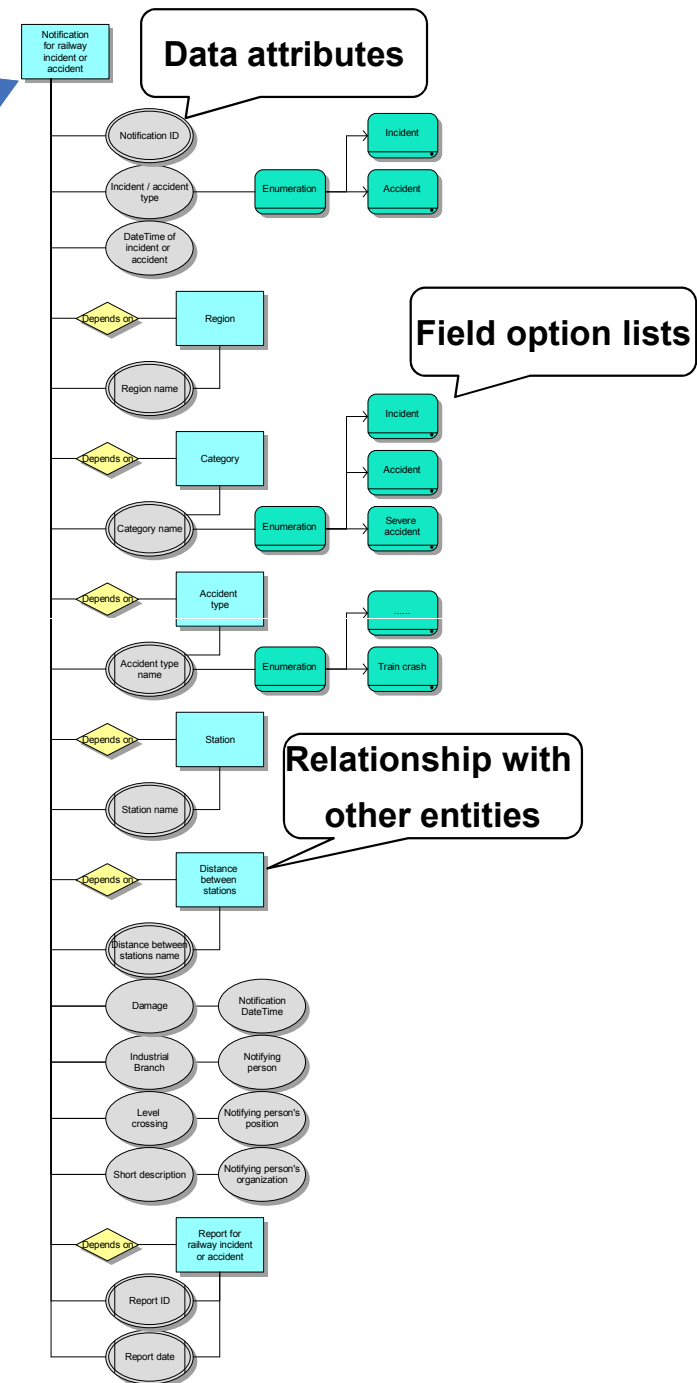 Notification
for railway
incident or
accident
Data attributes
Notification ID
Incident / accident
type
Enumeration
Incident
Accident
DateTime of
incident or
accident
Depends on
Region
Region name
Field option lists
Depends on
Category
Category name
Enumeration
Incident
Accident
Severe
accident
Depends on
Accident
type
Accident type
name
Enumeration
......
Train crash
Depends on
Station
Station name
Relationship with
other entities
Depends on
Distance
between
stations
Distance between
stations name
Damage
Notification
DateTime
Industrial
Branch
Notifying
person
Level
crossing
Notifying person's
position
Short description
Notifying person's
organization
Depends on
Report for
railway incident
or accident
Report ID
Report date